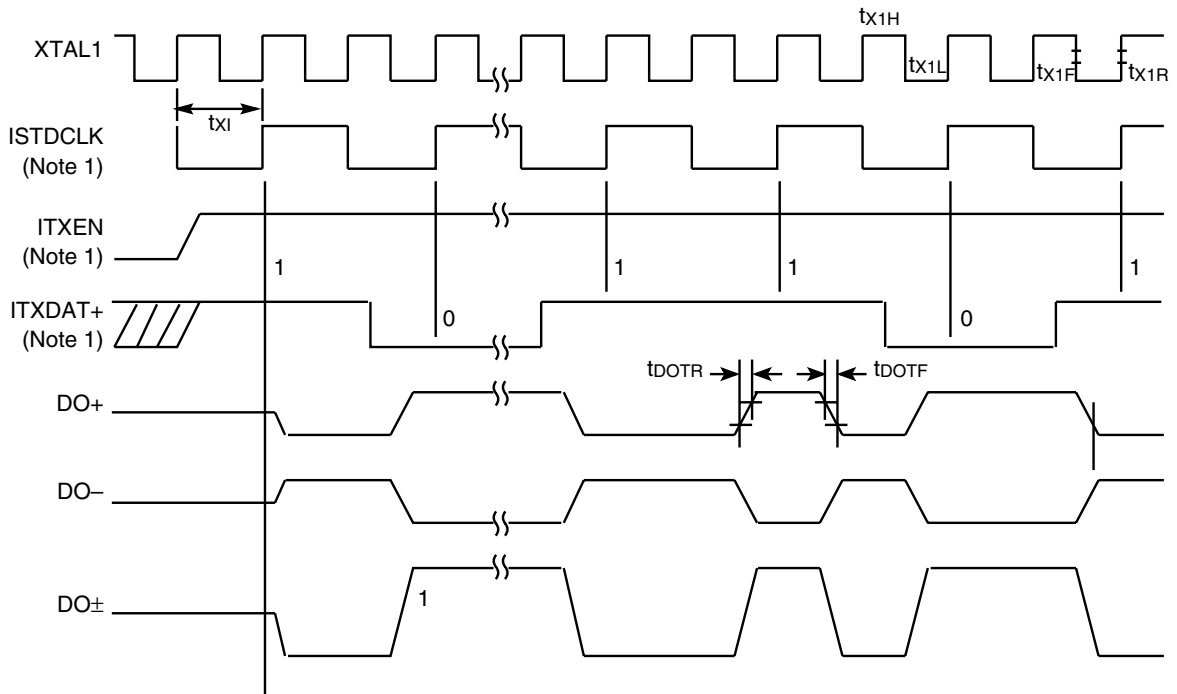 tX1H
XTAL1
tX1L
tX1F
tX1R
tXI
ISTDCLK
(Note 1)
ITXEN
(Note 1)
1
1
1
1
ITXDAT+
(Note 1)
0
0
tDOTR
tDOTF
DO+
DO–
DO±
1